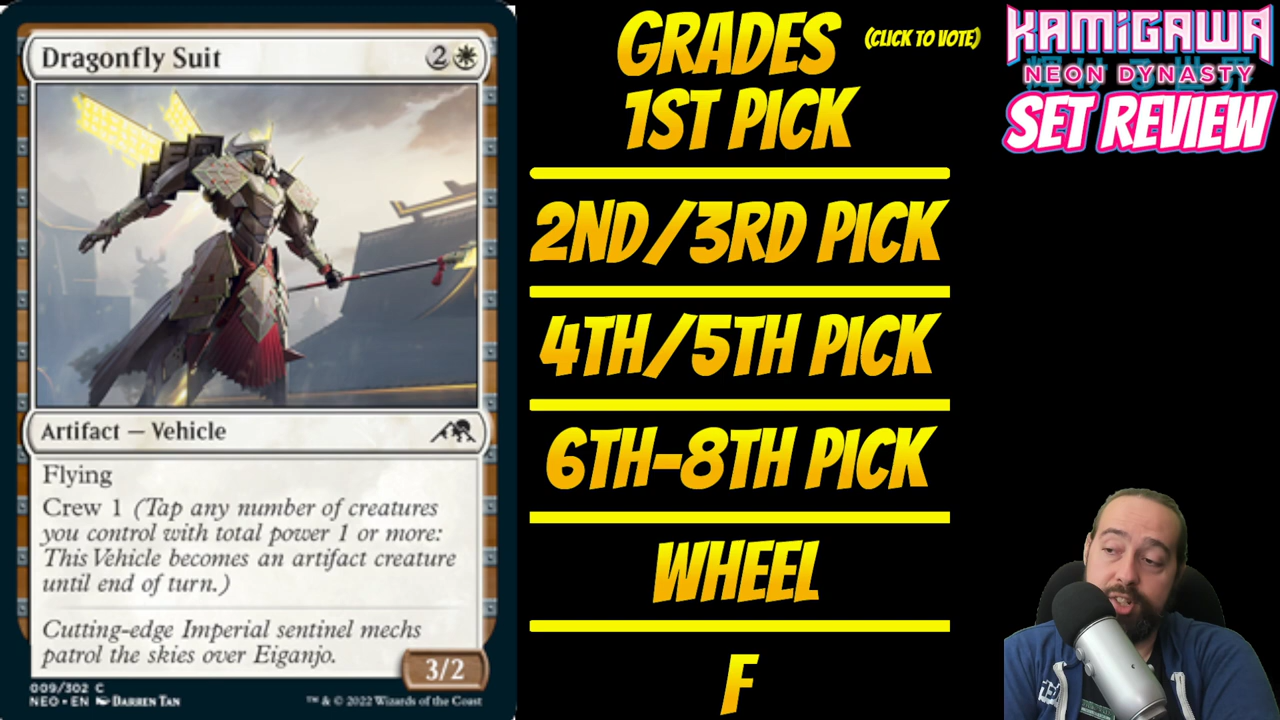 Dragonfly Suit 2
Artifact — Vehicle
Flying
Crew 1 (Tap any number of creatures
you control with total power 1 or more:
This Vehicle becomes an artifact creature
until end of turn.)
Cutting-edge Imperial sentinel mechs
patrol the skies over Eiganjo.
3/2
009/302 C
NEO • EN DARREN TAN
™ & © 2022 Wizards of the Coast
GRADES (CLICK TO VOTE)
1ST PICK
2ND/3RD PICK
4TH/5TH PICK
6TH-8TH PICK
WHEEL
F
KAMIGAWA
NEON DYNASTY
SET REVIEW